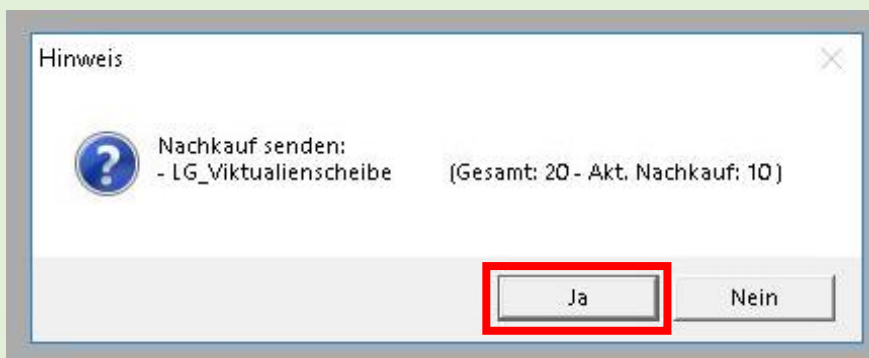 Hinweis
Nachkauf senden:
- LG_Viktualienscheibe (Gesamt: 20 - Akt. Nachkauf: 10 )
Ja
Nein